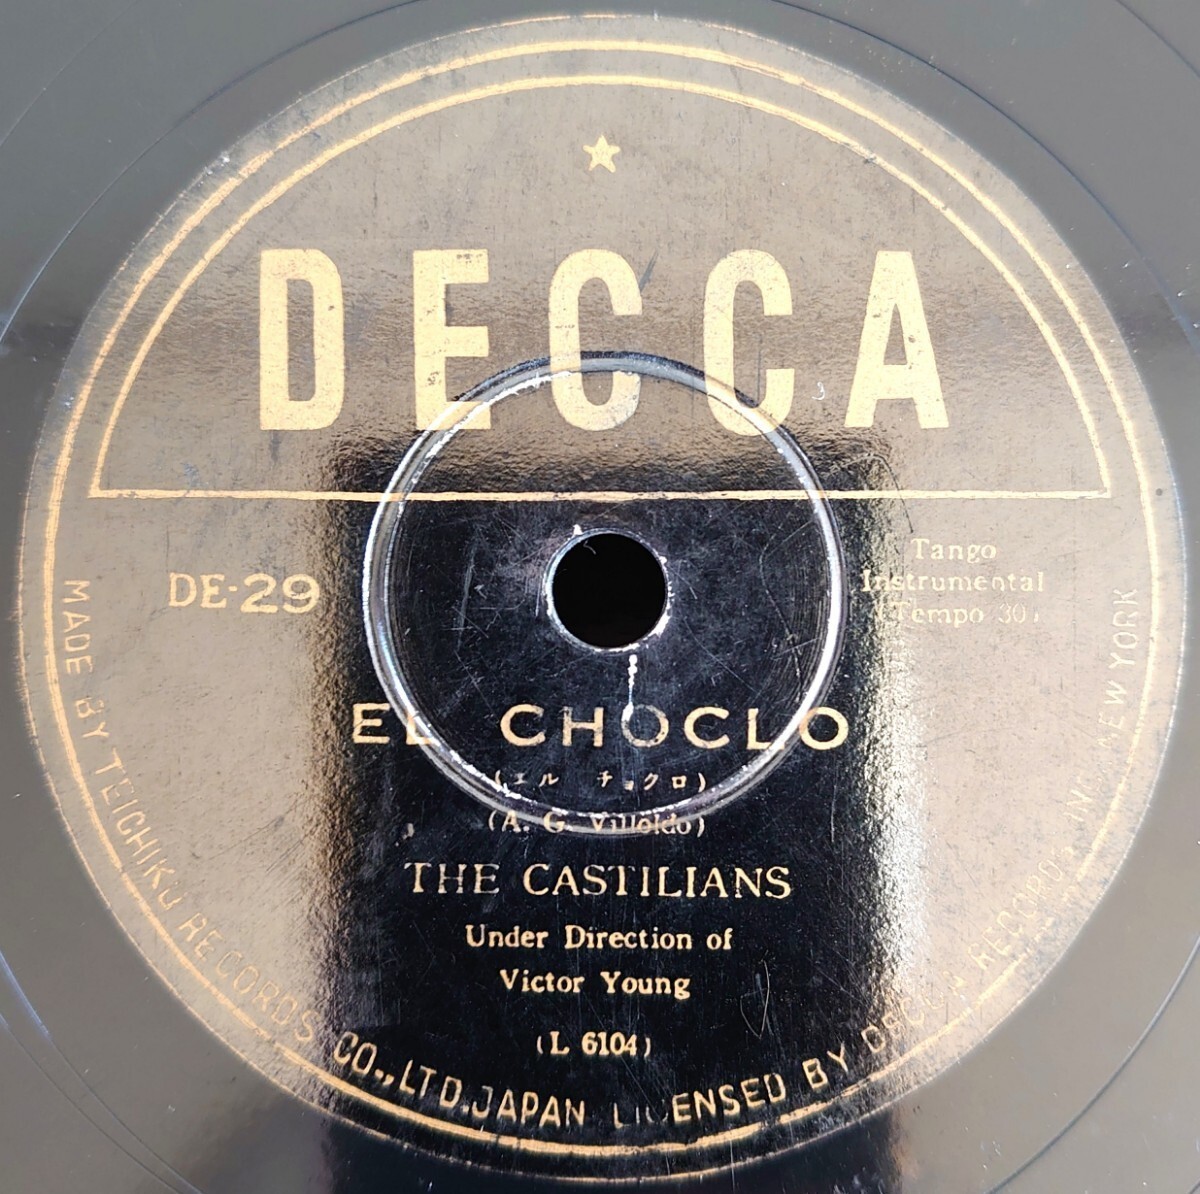 DECCA
DE-29
Tango
Instrumental
(Tempo 30)
EL CHOCLO
(エル チョクロ)
(A. G. Villoldo)
THE CASTILIANS
Under Direction of
Victor Young
(L 6104)
MADE BY TEICHIKU RECORDS CO., LTD. JAPAN LICENSED BY DECCA RECORDS INC. NEW YORK